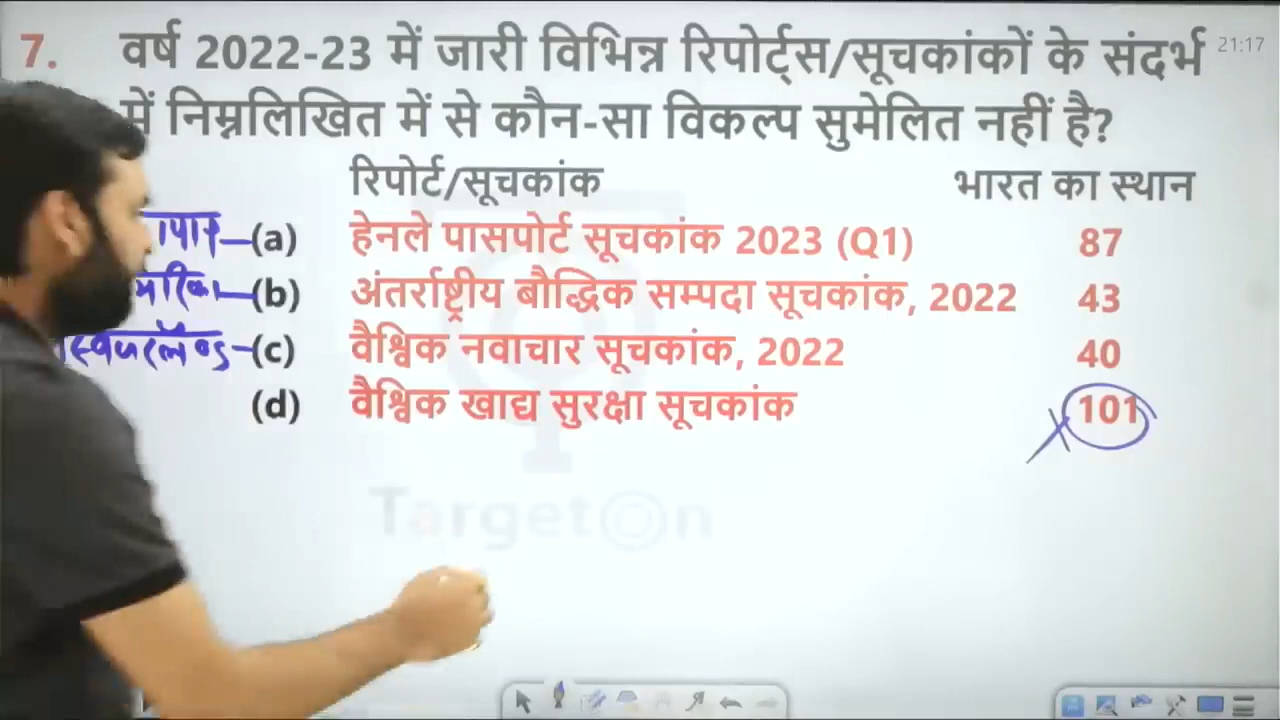 21:17
7. वर्ष 2022-23 में जारी विभिन्न रिपोर्ट्स/सूचकांकों के संदर्भ
में निम्नलिखित में से कौन-सा विकल्प सुमेलित नहीं है?
रिपोर्ट/सूचकांक भारत का स्थान
(a) हेनले पासपोर्ट सूचकांक 2023 (Q1) 87
(b) अंतर्राष्ट्रीय बौद्धिक सम्पदा सूचकांक, 2022 43
(c) वैश्विक नवाचार सूचकांक, 2022 40
(d) वैश्विक खाद्य सुरक्षा सूचकांक 101
TargetOn